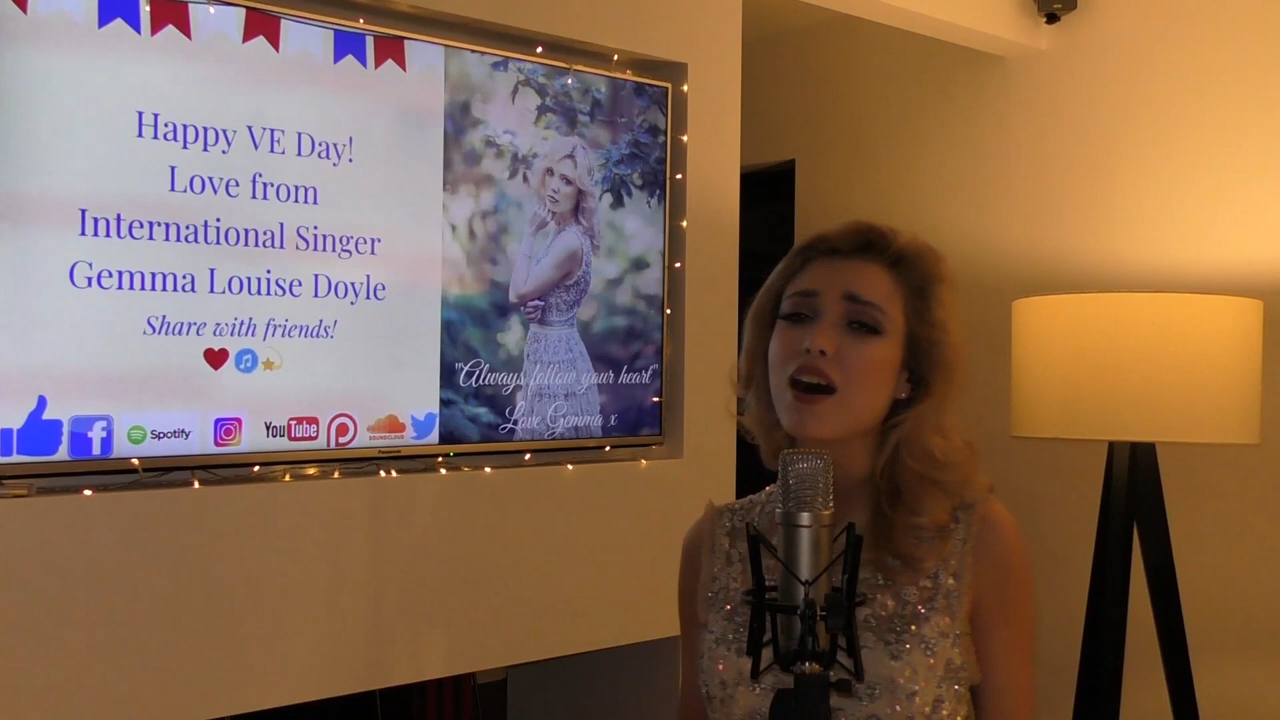 Happy VE Day!
Love from
International Singer
Gemma Louise Doyle
Share with friends!
Spotify
YouTube
SOUNDCLOUD
"Always follow your heart"
Love Gemma x
Panasonic